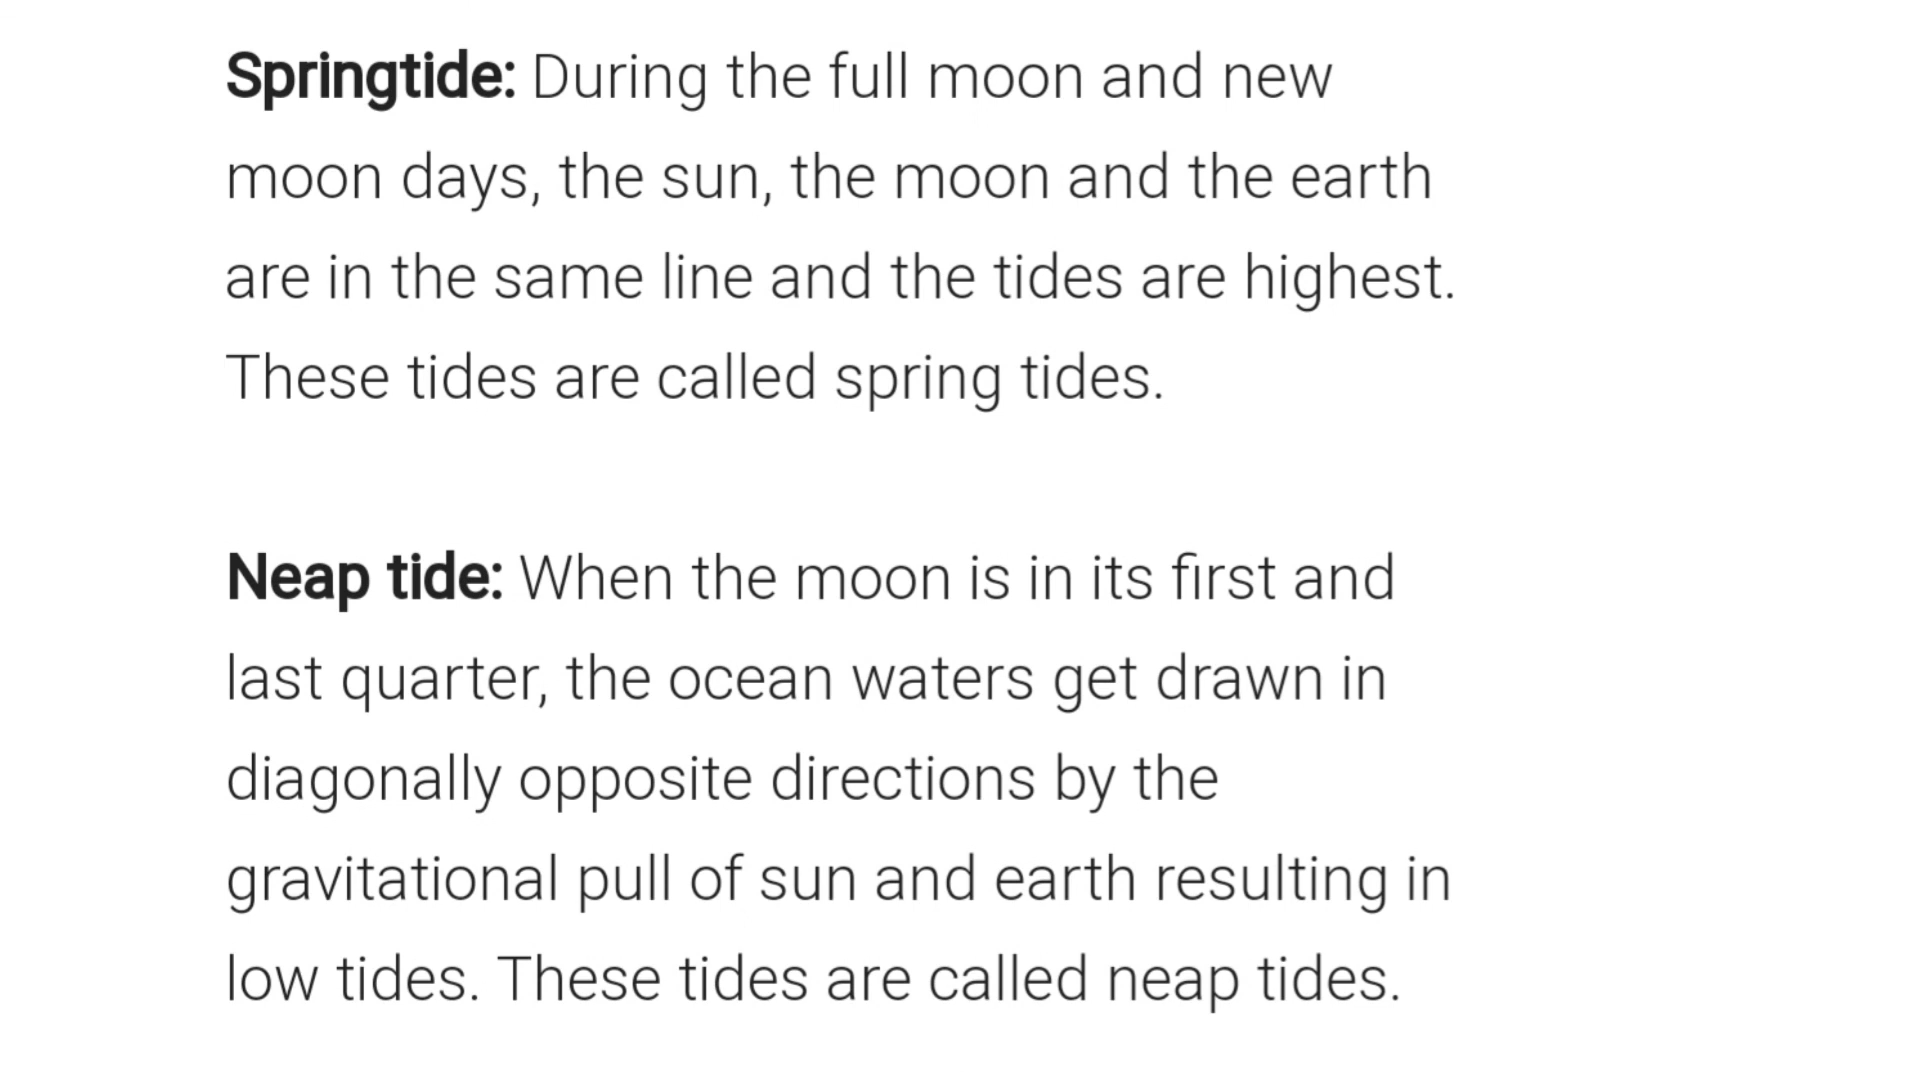 Springtide: During the full moon and new
moon days, the sun, the moon and the earth
are in the same line and the tides are highest.
These tides are called spring tides.
Neap tide: When the moon is in its first and
last quarter, the ocean waters get drawn in
diagonally opposite directions by the
gravitational pull of sun and earth resulting in
low tides. These tides are called neap tides.